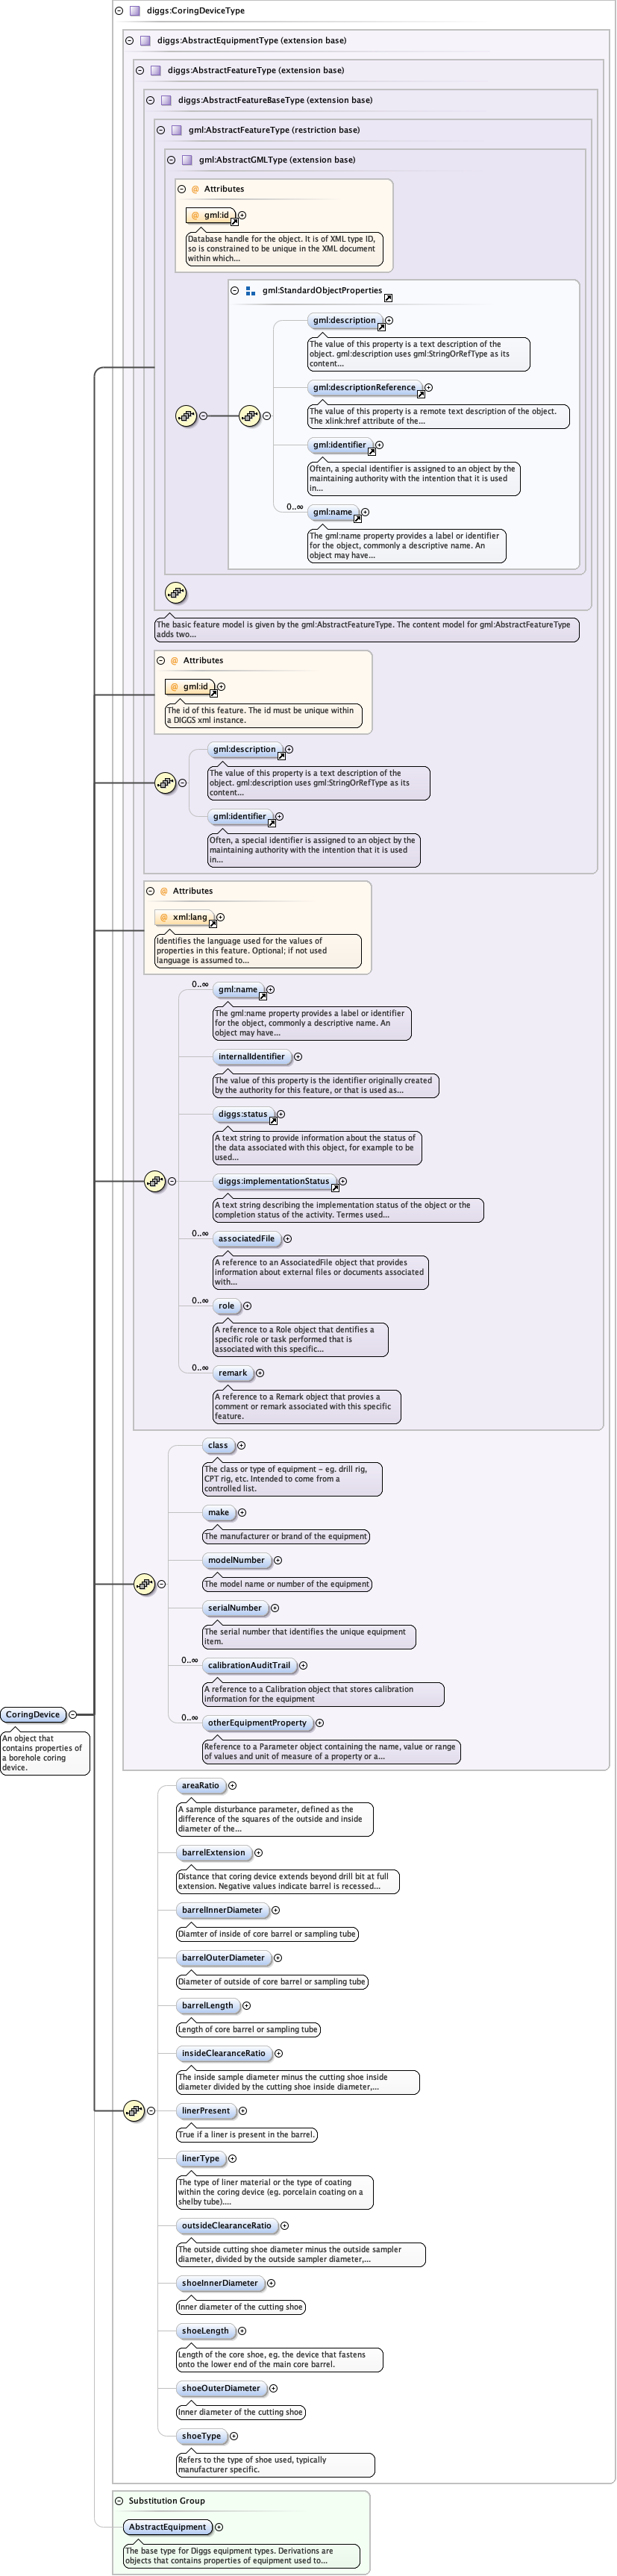 diggs:CoringDeviceType
diggs:AbstractEquipmentType (extension base)
diggs:AbstractFeatureType (extension base)
diggs:AbstractFeatureBaseType (extension base)
gml:AbstractFeatureType (restriction base)
gml:AbstractGMLType (extension base)
@ Attributes
@ gml:id
Database handle for the object. It is of XML type ID,
so is constrained to be unique in the XML document
within which...
gml:StandardObjectProperties
gml:description
The value of this property is a text description of the
object. gml:description uses gml:StringOrRefType as its
content...
gml:descriptionReference
The value of this property is a remote text description of the object.
The xlink:href attribute of the...
gml:identifier
Often, a special identifier is assigned to an object by the
maintaining authority with the intention that it is used
in...
0..∞
gml:name
The gml:name property provides a label or identifier
for the object, commonly a descriptive name. An
object may have...
The basic feature model is given by the gml:AbstractFeatureType. The content model for gml:AbstractFeatureType
adds two...
@ Attributes
@ gml:id
The id of this feature. The id must be unique within
a DIGGS xml instance.
gml:description
The value of this property is a text description of the
object. gml:description uses gml:StringOrRefType as its
content...
gml:identifier
Often, a special identifier is assigned to an object by the
maintaining authority with the intention that it is used
in...
@ Attributes
@ xml:lang
Identifies the language used for the values of
properties in this feature. Optional; if not used
language is assumed to...
0..∞
gml:name
The gml:name property provides a label or identifier
for the object, commonly a descriptive name. An
object may have...
internalIdentifier
The value of this property is the identifier originally created
by the authority for this feature, or that is used as...
diggs:status
A text string to provide information about the status of
the data associated with this object, for example to be
used...
diggs:implementationStatus
A text string describing the implementation status of the object or the
completion status of the activity. Termes used...
0..∞
associatedFile
A reference to an AssociatedFile object that provides
information about external files or documents associated
with...
0..∞
role
A reference to a Role object that dentifies a
specific role or task performed that is
associated with this specific...
0..∞
remark
A reference to a Remark object that provies a
comment or remark associated with this specific
feature.
class
The class or type of equipment - eg. drill rig,
CPT rig, etc. Intended to come from a
controlled list.
make
The manufacturer or brand of the equipment
modelNumber
The model name or number of the equipment
serialNumber
The serial number that identifies the unique equipment
item.
0..∞
calibrationAuditTrail
A reference to a Calibration object that stores calibration
information for the equipment
0..∞
otherEquipmentProperty
Reference to a Parameter object containing the name, value or range
of values and unit of measure of a property or a...
CoringDevice
An object that
contains properties of
a borehole coring
device.
areaRatio
A sample disturbance parameter, defined as the
difference of the squares of the outside and inside
diameter of the...
barrelExtension
Distance that coring device extends beyond drill bit at full
extension. Negative values indicate barrel is recessed...
barrelInnerDiameter
Diamter of inside of core barrel or sampling tube
barrelOuterDiameter
Diameter of outside of core barrel or sampling tube
barrelLength
Length of core barrel or sampling tube
insideClearanceRatio
The inside sample diameter minus the cutting shoe inside
diameter divided by the cutting shoe inside diameter,...
linerPresent
True if a liner is present in the barrel.
linerType
The type of liner material or the type of coating
within the coring device (eg. porcelain coating on a
shelby tube)....
outsideClearanceRatio
The outside cutting shoe diameter minus the outside sampler
diameter, divided by the outside sampler diameter,...
shoeInnerDiameter
Inner diameter of the cutting shoe
shoeLength
Length of the core shoe, eg. the device that fastens
onto the lower end of the main core barrel.
shoeOuterDiameter
Inner diameter of the cutting shoe
shoeType
Refers to the type of shoe used, typically
manufacturer specific.
Substitution Group
AbstractEquipment
The base type for Diggs equipment types. Derivations are
objects that contains properties of equipment used to...